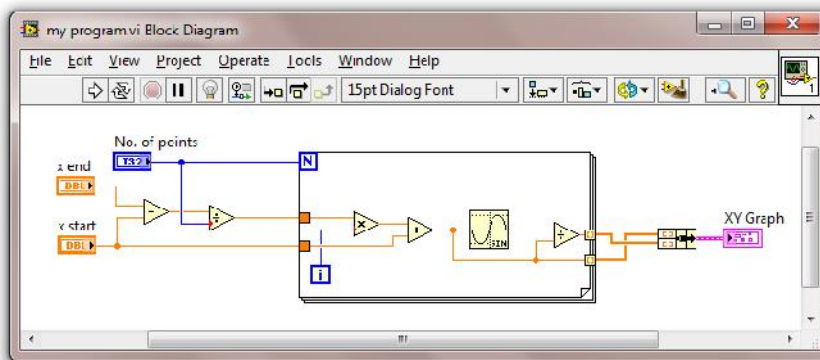 my program.vi Block Diagram
File Edit View Project Operate Tools Window Help
15pt Dialog Font
1
No. of points
I32
N
x end
DBL
x start
DBL
i
SIN
XY Graph